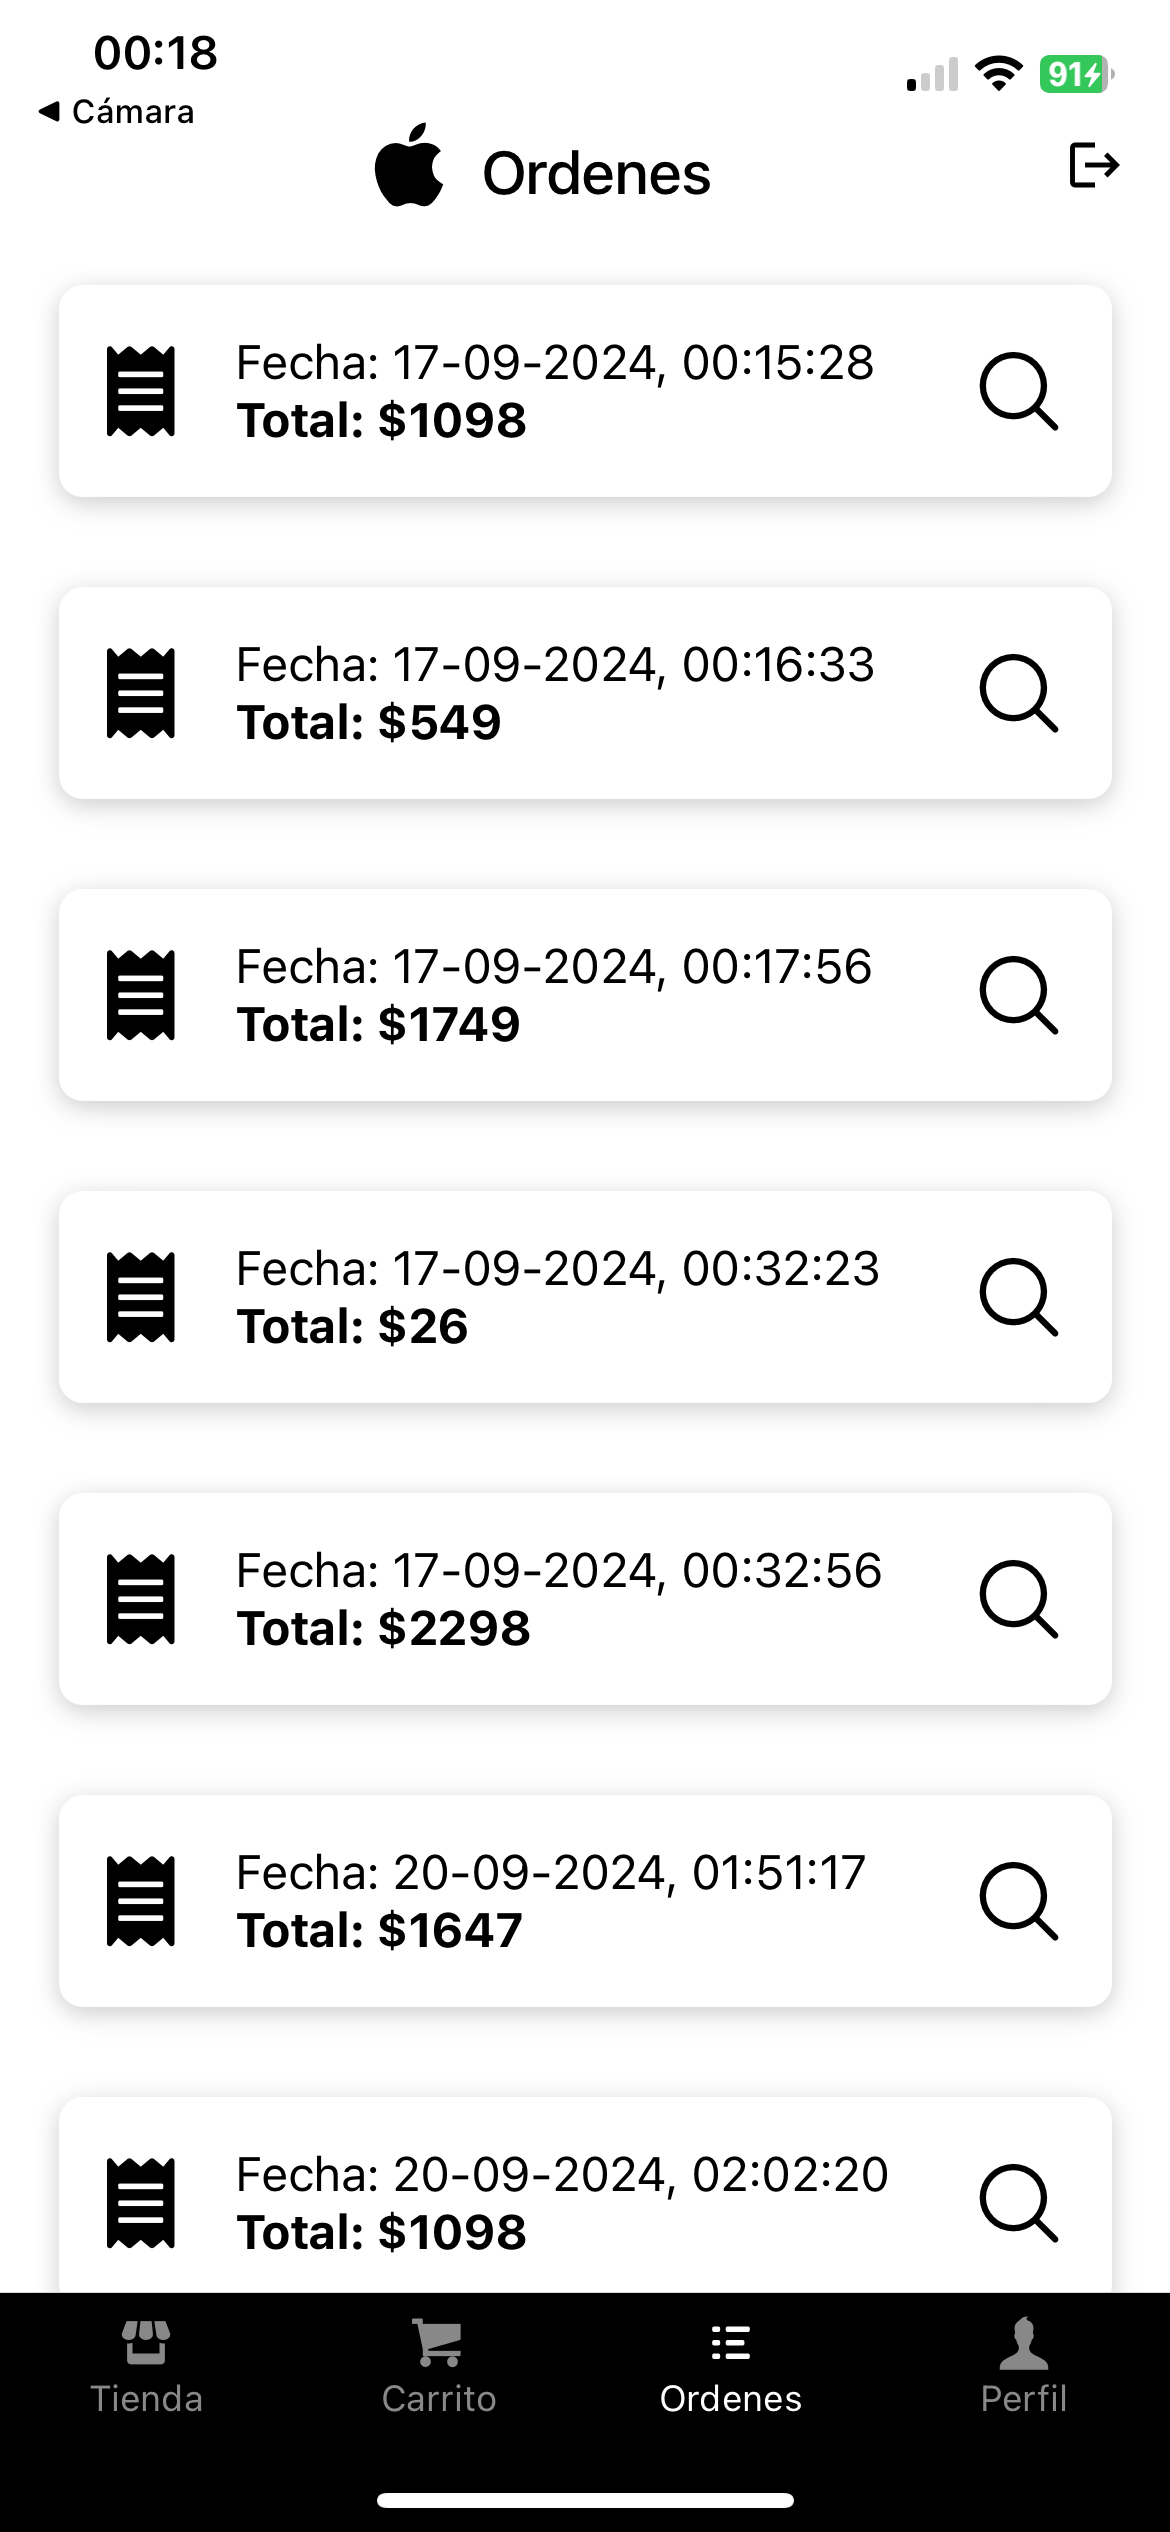 00:18
91
◀ Cámara
Ordenes
Fecha: 17-09-2024, 00:15:28
Total: $1098
Fecha: 17-09-2024, 00:16:33
Total: $549
Fecha: 17-09-2024, 00:17:56
Total: $1749
Fecha: 17-09-2024, 00:32:23
Total: $26
Fecha: 17-09-2024, 00:32:56
Total: $2298
Fecha: 20-09-2024, 01:51:17
Total: $1647
Fecha: 20-09-2024, 02:02:20
Total: $1098
Tienda
Carrito
Ordenes
Perfil